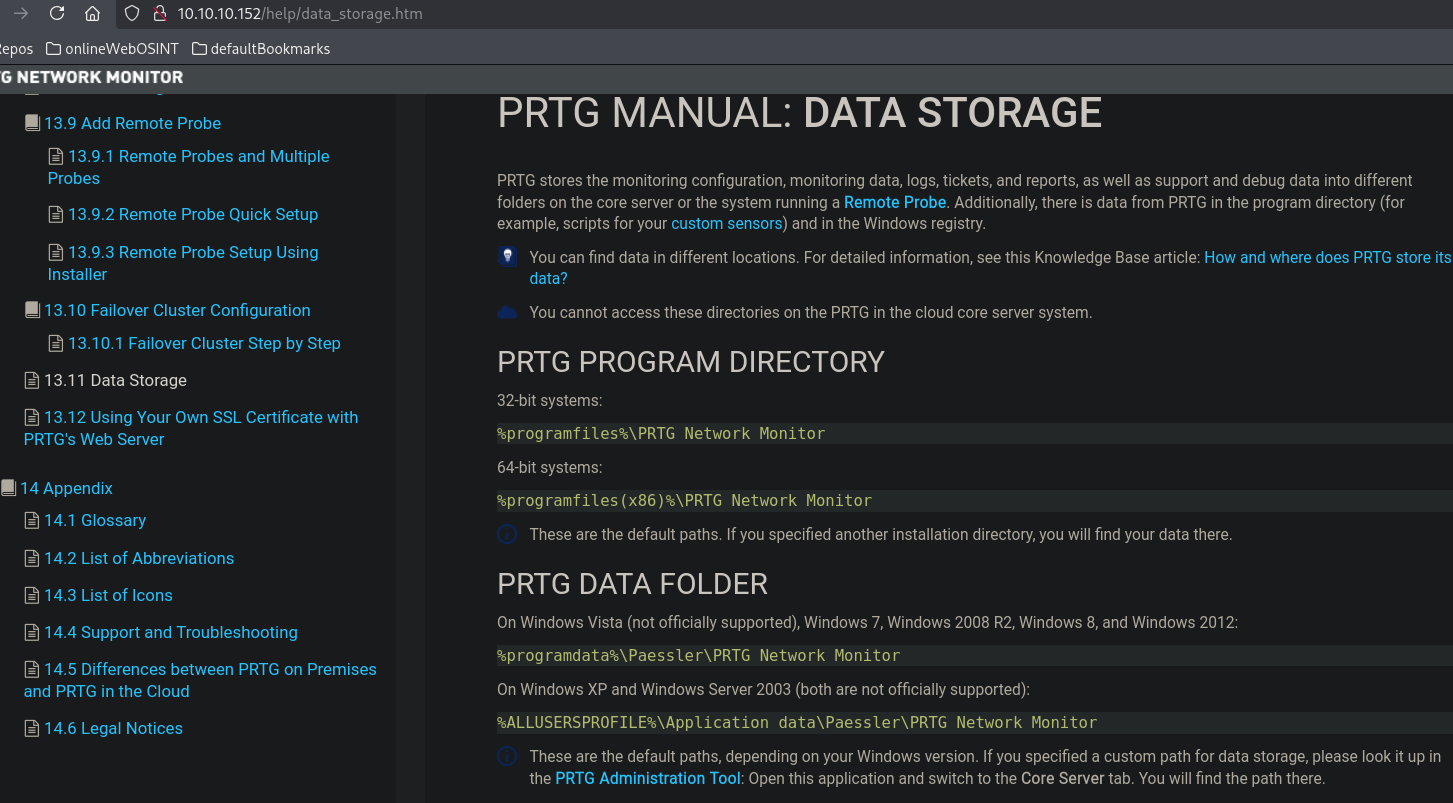 10.10.10.152/help/data_storage.htm
epos onlineWebOSINT defaultBookmarks
G NETWORK MONITOR
13.9 Add Remote Probe
13.9.1 Remote Probes and Multiple
Probes
13.9.2 Remote Probe Quick Setup
13.9.3 Remote Probe Setup Using
Installer
13.10 Failover Cluster Configuration
13.10.1 Failover Cluster Step by Step
13.11 Data Storage
13.12 Using Your Own SSL Certificate with
PRTG's Web Server
14 Appendix
14.1 Glossary
14.2 List of Abbreviations
14.3 List of Icons
14.4 Support and Troubleshooting
14.5 Differences between PRTG on Premises
and PRTG in the Cloud
14.6 Legal Notices
PRTG MANUAL: DATA STORAGE
PRTG stores the monitoring configuration, monitoring data, logs, tickets, and reports, as well as support and debug data into different
folders on the core server or the system running a Remote Probe. Additionally, there is data from PRTG in the program directory (for
example, scripts for your custom sensors) and in the Windows registry.
You can find data in different locations. For detailed information, see this Knowledge Base article: How and where does PRTG store its
data?
You cannot access these directories on the PRTG in the cloud core server system.
PRTG PROGRAM DIRECTORY
32-bit systems:
%programfiles%\PRTG Network Monitor
64-bit systems:
%programfiles(x86)%\PRTG Network Monitor
These are the default paths. If you specified another installation directory, you will find your data there.
PRTG DATA FOLDER
On Windows Vista (not officially supported), Windows 7, Windows 2008 R2, Windows 8, and Windows 2012:
%programdata%\Paessler\PRTG Network Monitor
On Windows XP and Windows Server 2003 (both are not officially supported):
%ALLUSERSPROFILE%\Application data\Paessler\PRTG Network Monitor
These are the default paths, depending on your Windows version. If you specified a custom path for data storage, please look it up in
the PRTG Administration Tool: Open this application and switch to the Core Server tab. You will find the path there.